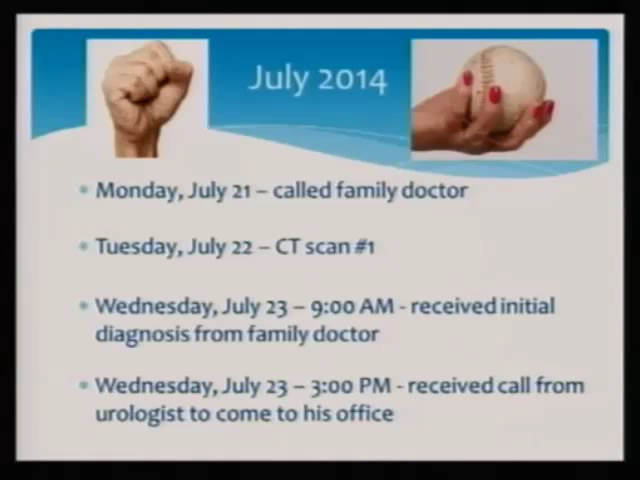 July 2014
• Monday, July 21 – called family doctor
• Tuesday, July 22 – CT scan #1
• Wednesday, July 23 – 9:00 AM - received initial
diagnosis from family doctor
• Wednesday, July 23 – 3:00 PM - received call from
urologist to come to his office